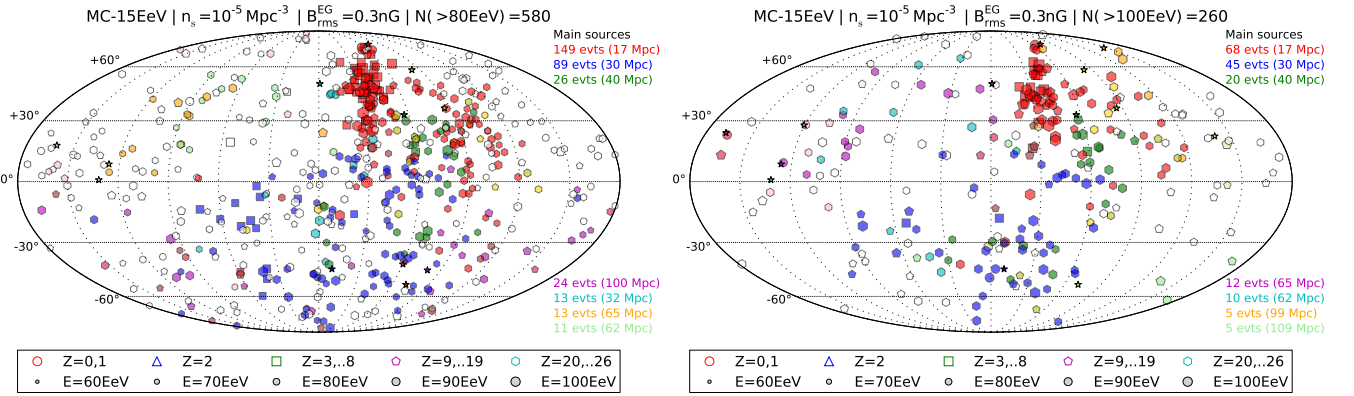 MC-15EeV | n_s=10^-5 Mpc^-3 | B_rms^EG=0.3nG | N( >80EeV) =580
Main sources
149 evts (17 Mpc)
89 evts (30 Mpc)
26 evts (40 Mpc)
+60°
+30°
0°
-30°
-60°
24 evts (100 Mpc)
13 evts (32 Mpc)
13 evts (65 Mpc)
11 evts (62 Mpc)
Z=0,1 Z=2 Z=3,..8 Z=9,..19 Z=20,..26
E=60EeV E=70EeV E=80EeV E=90EeV E=100EeV
MC-15EeV | n_s=10^-5 Mpc^-3 | B_rms^EG=0.3nG | N( >100EeV) =260
Main sources
68 evts (17 Mpc)
45 evts (30 Mpc)
20 evts (40 Mpc)
+60°
+30°
0°
-30°
-60°
12 evts (65 Mpc)
10 evts (62 Mpc)
5 evts (99 Mpc)
5 evts (109 Mpc)
Z=0,1 Z=2 Z=3,..8 Z=9,..19 Z=20,..26
E=60EeV E=70EeV E=80EeV E=90EeV E=100EeV